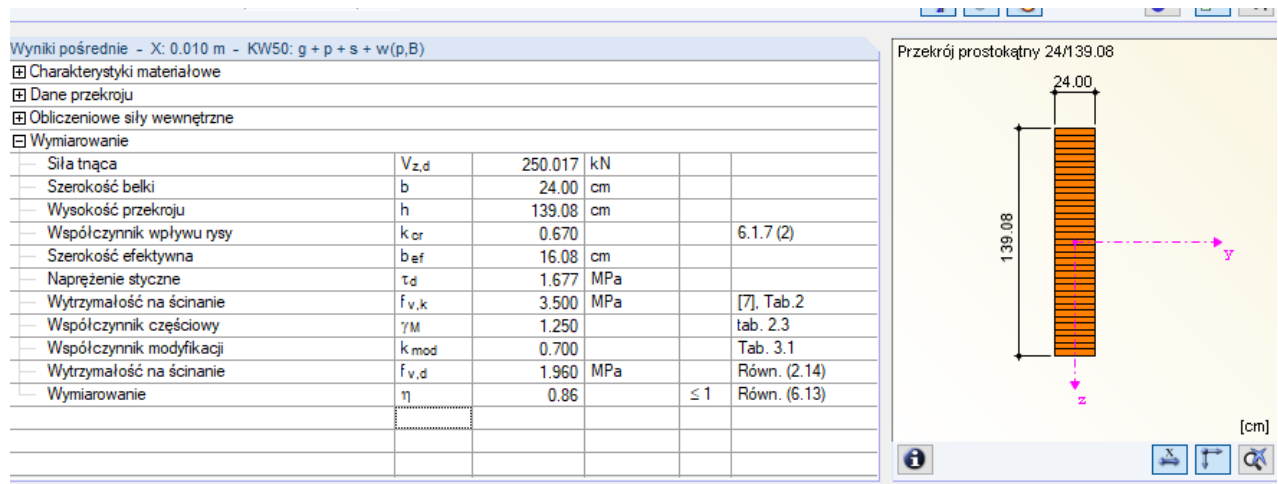 Wyniki pośrednie - X: 0.010 m - KW50: g + p + s + w(p,B)
Charakterystyki materiałowe
Dane przekroju
Obliczeniowe siły wewnętrzne
Wymiarowanie
Siła tnąca Vz,d 250.017 kN
Szerokość belki b 24.00 cm
Wysokość przekroju h 139.08 cm
Współczynnik wpływu rysy kcr 0.670 6.1.7 (2)
Szerokość efektywna bef 16.08 cm
Naprężenie styczne τd 1.677 MPa
Wytrzymałość na ścinanie fv,k 3.500 MPa [7], Tab.2
Współczynnik częściowy γM 1.250 tab. 2.3
Współczynnik modyfikacji kmod 0.700 Tab. 3.1
Wytrzymałość na ścinanie fv,d 1.960 MPa Równ. (2.14)
Wymiarowanie η 0.86 ≤ 1 Równ. (6.13)
Przekrój prostokątny 24/139.08
24.00
139.08
y
z
[cm]
X